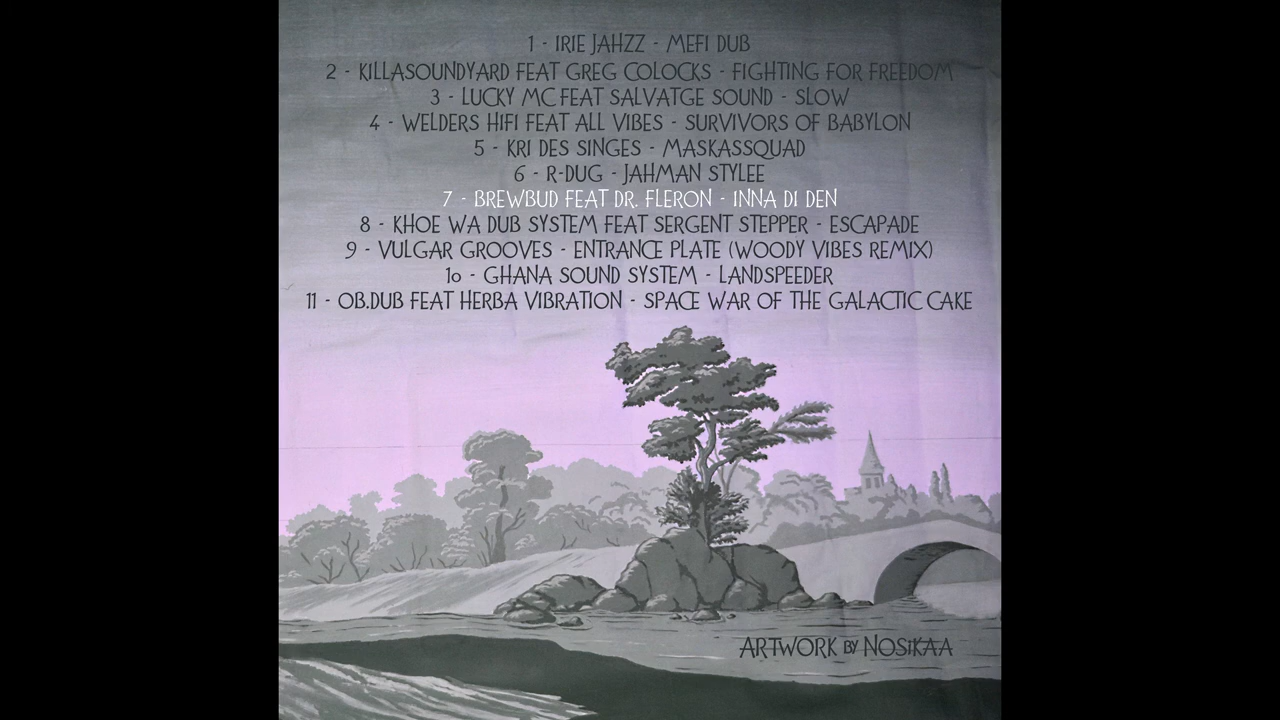 1 - IRIE JAHZZ - MEFI DUB
2 - KILLASOUNDYARD FEAT GREG COLOCKS - FIGHTING FOR FREEDOM
3 - LUCKY MC FEAT SALVATGE SOUND - SLOW
4 - WELDERS HIFI FEAT ALL VIBES - SURVIVORS OF BABYLON
5 - KRI DES SINGES - MASKASSQUAD
6 - R-DUG - JAHMAN STYLEE
7 - BREWBUD FEAT DR. FLERON - INNA DI DEN
8 - KHOE WA DUB SYSTEM FEAT SERGENT STEPPER - ESCAPADE
9 - VULGAR GROOVES - ENTRANCE PLATE (WOODY VIBES REMIX)
10 - GHANA SOUND SYSTEM - LANDSPEEDER
11 - OB.DUB FEAT HERBA VIBRATION - SPACE WAR OF THE GALACTIC CAKE
ARTWORK BY NOSiKAA